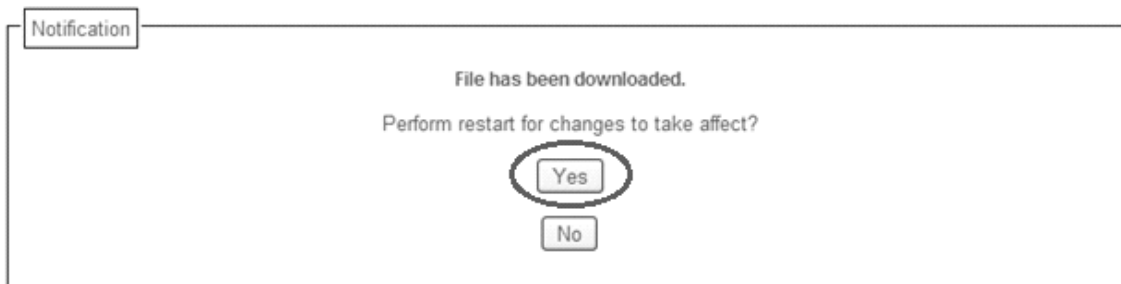 Notification
File has been downloaded.
Perform restart for changes to take affect?
Yes
No